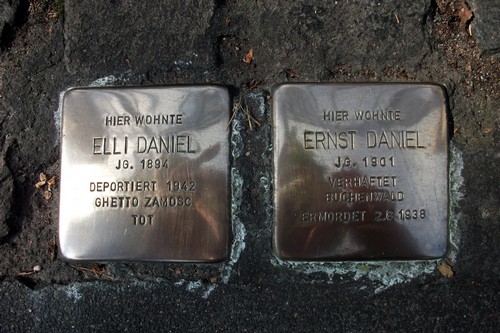 HIER WOHNTE
ELLI DANIEL
JG. 1894
DEPORTIERT 1942
GHETTO ZAMOSC
TOT
HIER WOHNTE
ERNST DANIEL
JG. 1901
VERHAFTET
BUCHENWALD
ERMORDET 2.8.1938